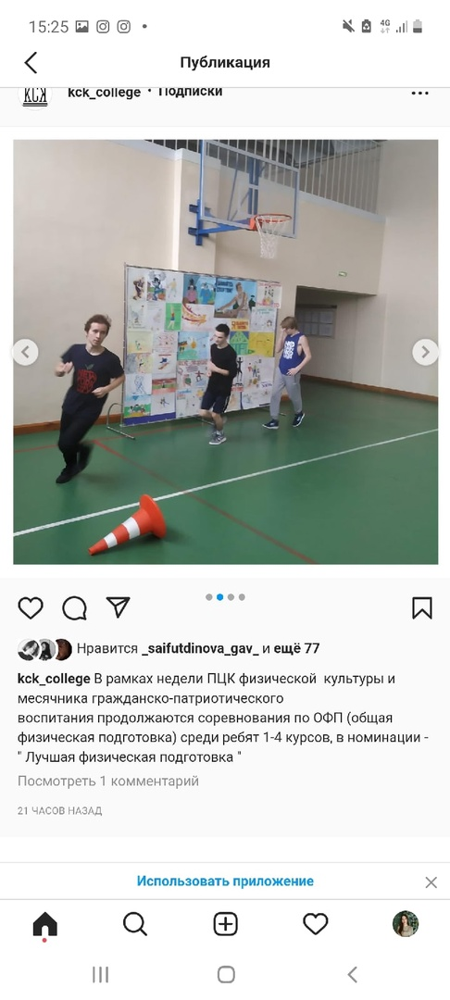 15:25
4G
Публикация
КСК
kck_college • Подписки
Нравится _saifutdinova_gav_ и ещё 77
kck_college В рамках недели ПЦК физической культуры и
месячника гражданско-патриотического
воспитания продолжаются соревнования по ОФП (общая
физическая подготовка) среди ребят 1-4 курсов, в номинации -
" Лучшая физическая подготовка "
Посмотреть 1 комментарий
21 ЧАСОВ НАЗАД
Использовать приложение